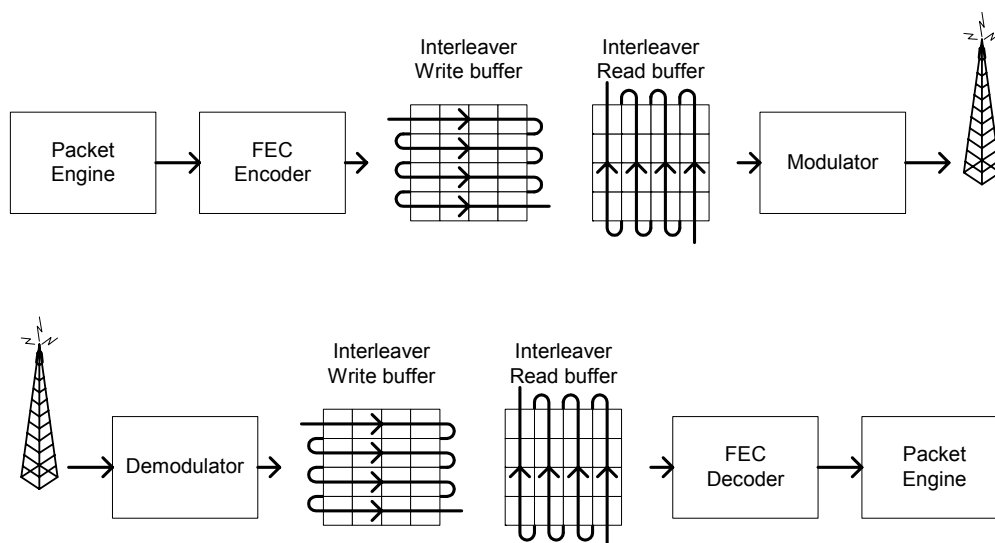 Interleaver
Write buffer
Interleaver
Read buffer
Packet
Engine
FEC
Encoder
Modulator
Interleaver
Write buffer
Interleaver
Read buffer
Demodulator
FEC
Decoder
Packet
Engine